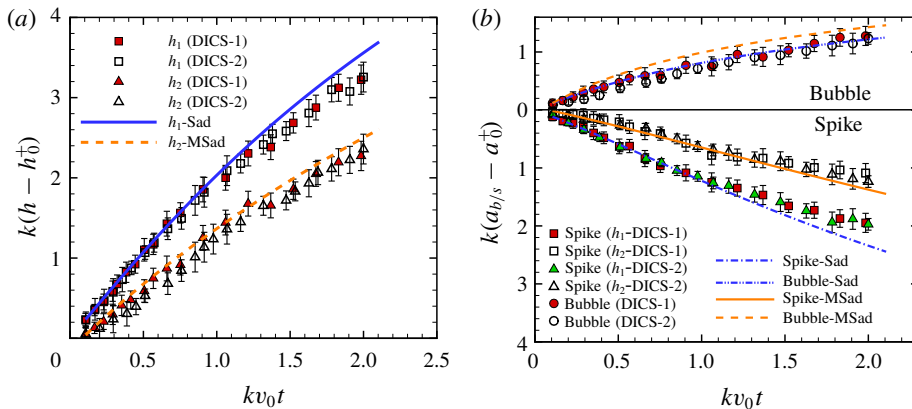 (a)
4
3
2
1
0
0.5
1.0
1.5
2.0
2.5
k(h − h₀⁺)
kv₀t
h₁ (DICS-1)
h₁ (DICS-2)
h₂ (DICS-1)
h₂ (DICS-2)
h₁-Sad
h₂-MSad
(b)
1
0
1
2
3
4
0
0.5
1.0
1.5
2.0
2.5
k(a_b/s − a₀⁺)
kv₀t
Bubble
Spike
Spike (h₁-DICS-1)
Spike (h₂-DICS-1)
Spike (h₁-DICS-2)
Spike (h₂-DICS-2)
Bubble (DICS-1)
Bubble (DICS-2)
Spike-Sad
Bubble-Sad
Spike-MSad
Bubble-MSad